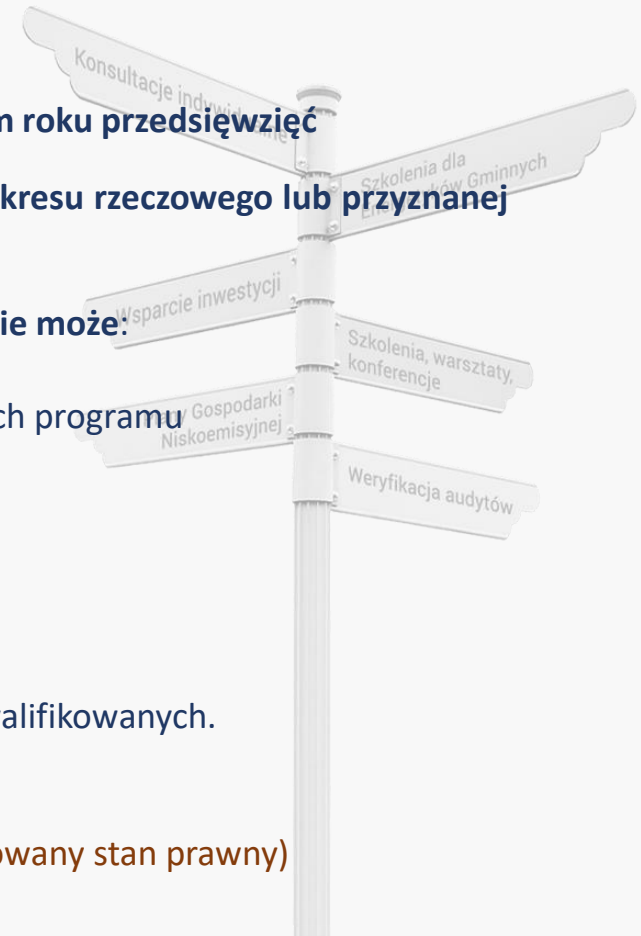 Konsultacje indywidualne
m roku przedsięwzięć
Szkolenia dla
Energetyków Gminnych
kresu rzeczowego lub przyznanej
Wsparcie inwestycji
ie może:
Szkolenia, warsztaty,
konferencje
ch programu
Plany Gospodarki
Niskoemisyjnej
Weryfikacja audytów
alifikowanych.
owany stan prawny)